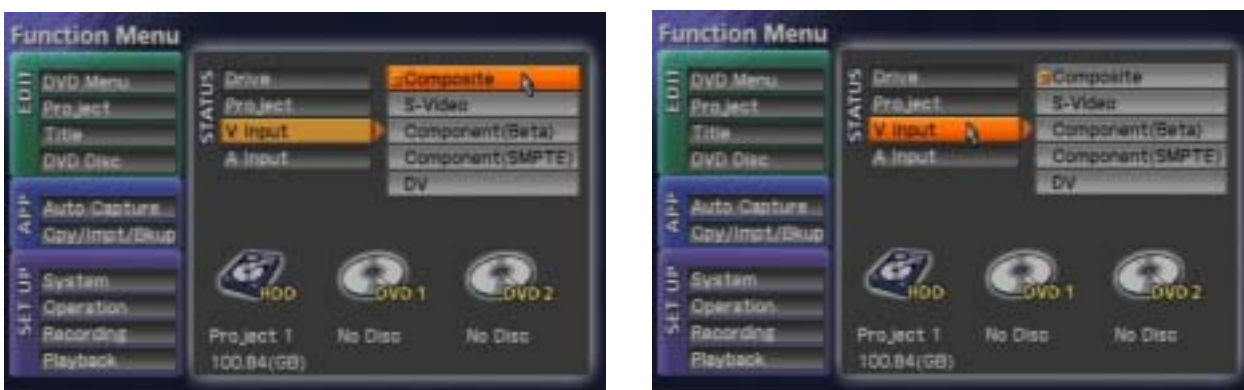 Function Menu
EDIT
DVD Menu
Project
Title
DVD Disc
APP
Auto Capture
Cpy/Impt/Bkup
SET UP
System
Operation
Recording
Playback
STATUS
Drive
Project
V Input
A Input
Composite
S-Video
Component(Beta)
Component(SMPTE)
DV
HDD
DVD 1
DVD 2
Project 1
No Disc
No Disc
100.84(GB)
Function Menu
EDIT
DVD Menu
Project
Title
DVD Disc
APP
Auto Capture
Cpy/Impt/Bkup
SET UP
System
Operation
Recording
Playback
STATUS
Drive
Project
V Input
A Input
Composite
S-Video
Component(Beta)
Component(SMPTE)
DV
HDD
DVD 1
DVD 2
Project 1
No Disc
No Disc
100.84(GB)